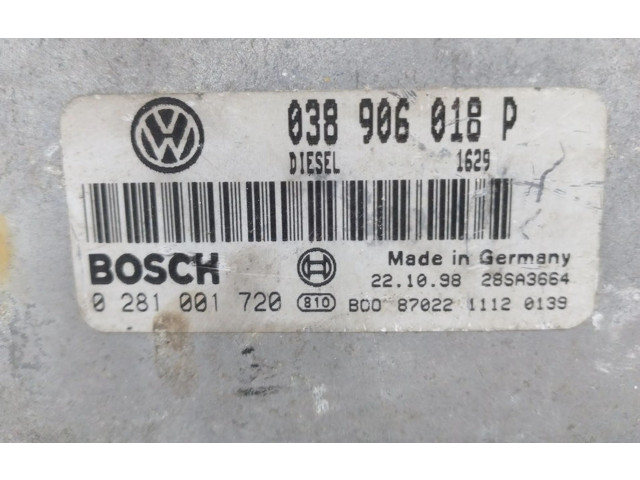 038 906 018 P
DIESEL 1629
BOSCH Made in Germany
22.10.98 28SA3664
0 281 001 720 810 BCO 87022 1112 0139